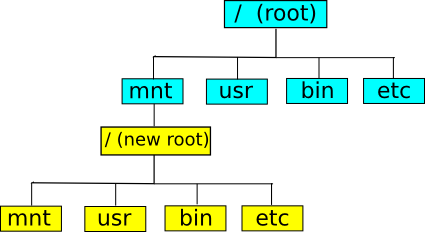 / (root)
mnt usr bin etc
/ (new root)
mnt usr bin etc